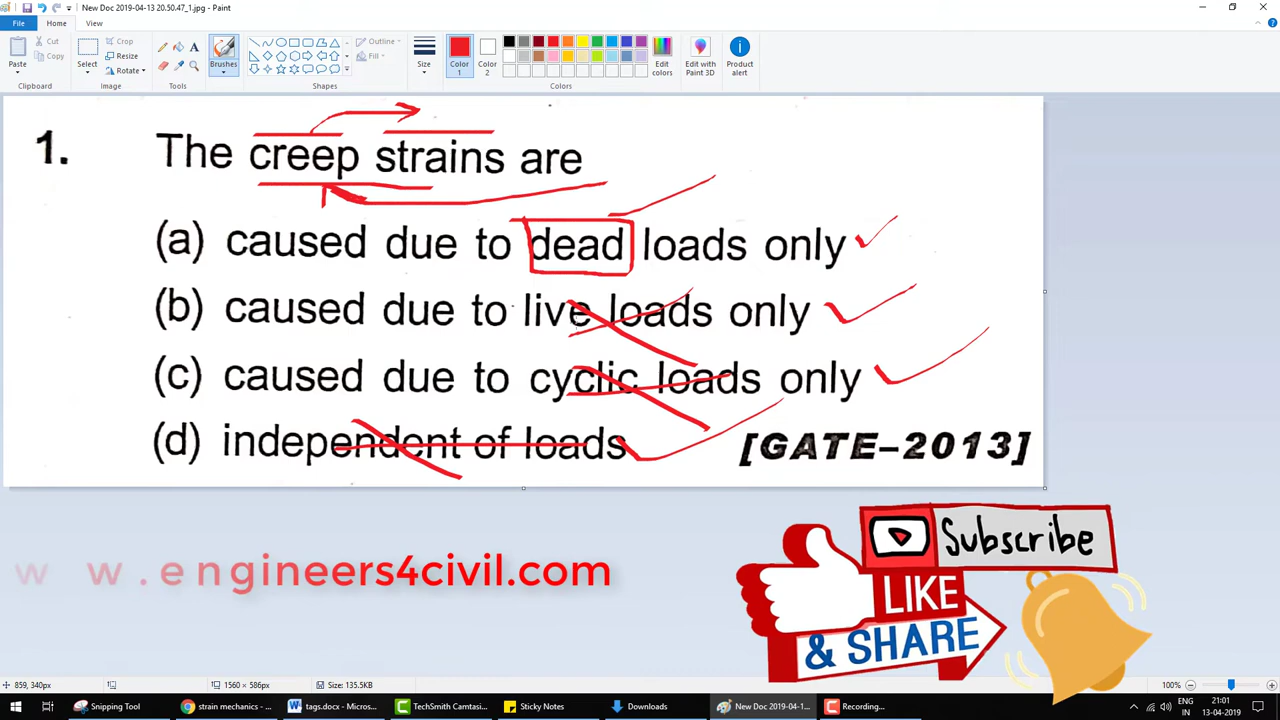 New Doc 2019-04-13 20.50.47_1.jpg - Paint
File
Home
View
Paste
Cut
Copy
Clipboard
Select
Crop
Resize
Rotate
Image
Tools
Brushes
Shapes
Outline
Fill
Size
Color 1
Color 2
Colors
Edit colors
Edit with Paint 3D
Product alert
1. The creep strains are
(a) caused due to dead loads only
(b) caused due to live loads only
(c) caused due to cyclic loads only
(d) independent of loads [GATE–2013]
w w . e n g i n e e r s 4 c i v i l . c o m
Subscribe
LIKE
& SHARE
859, 340px
1560 × 586px
Size: 135.5KB
100%
Snipping Tool
strain mechanics - ...
tags.docx - Micros...
TechSmith Camtasi...
Sticky Notes
Downloads
New Doc 2019-04-1...
Recording...
ENG
IN
21:01
13-04-2019